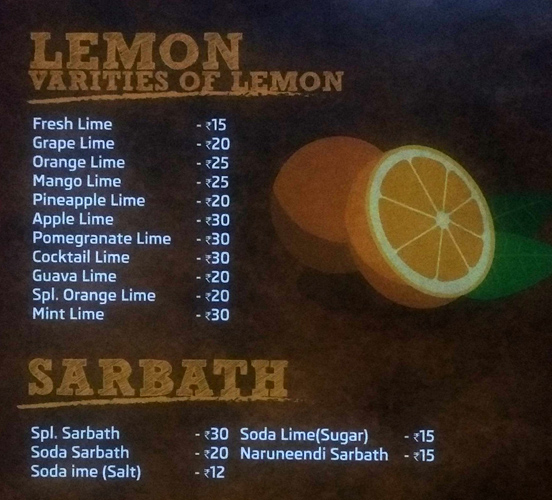 LEMON
VARITIES OF LEMON
Fresh Lime - ₹15
Grape Lime - ₹20
Orange Lime - ₹25
Mango Lime - ₹25
Pineapple Lime - ₹20
Apple Lime - ₹30
Pomegranate Lime - ₹30
Cocktail Lime - ₹30
Guava Lime - ₹20
Spl. Orange Lime - ₹20
Mint Lime - ₹30
SARBATH
Spl. Sarbath - ₹30 Soda Lime(Sugar) - ₹15
Soda Sarbath - ₹20 Naruneendi Sarbath - ₹15
Soda ime (Salt) - ₹12